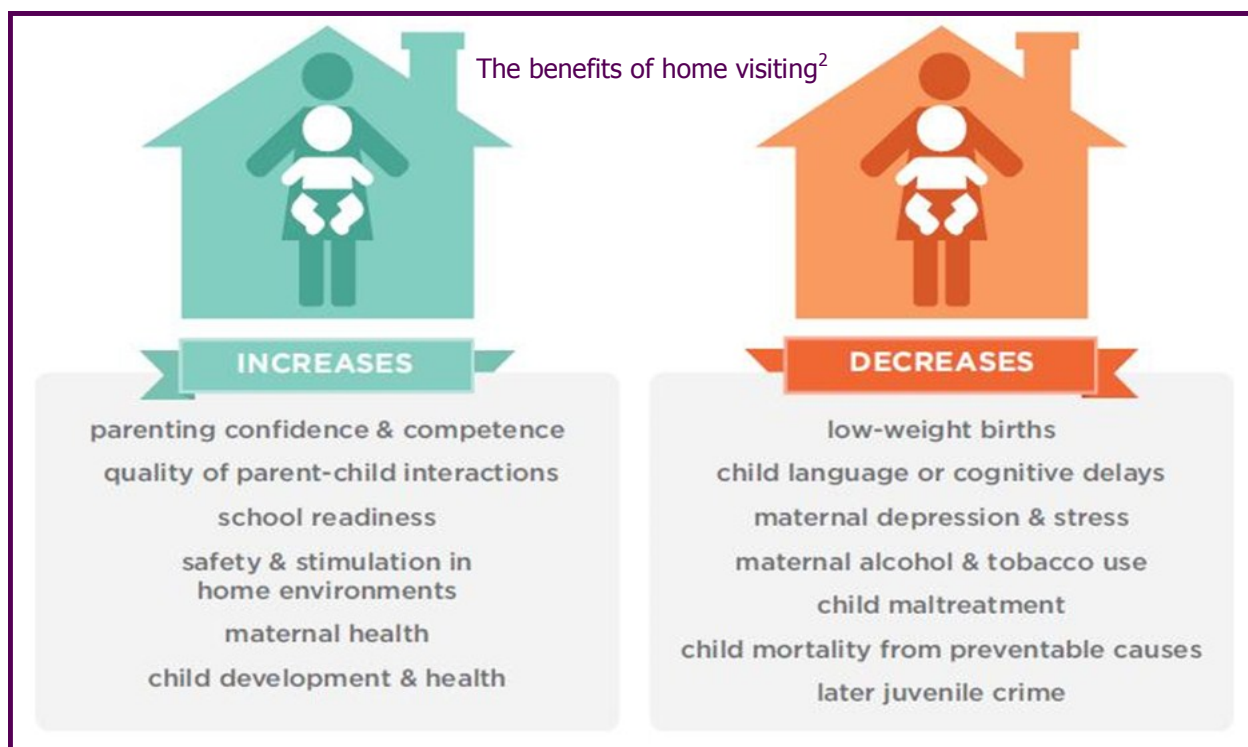 The benefits of home visiting²
INCREASES
parenting confidence & competence
quality of parent-child interactions
school readiness
safety & stimulation in
home environments
maternal health
child development & health
DECREASES
low-weight births
child language or cognitive delays
maternal depression & stress
maternal alcohol & tobacco use
child maltreatment
child mortality from preventable causes
later juvenile crime